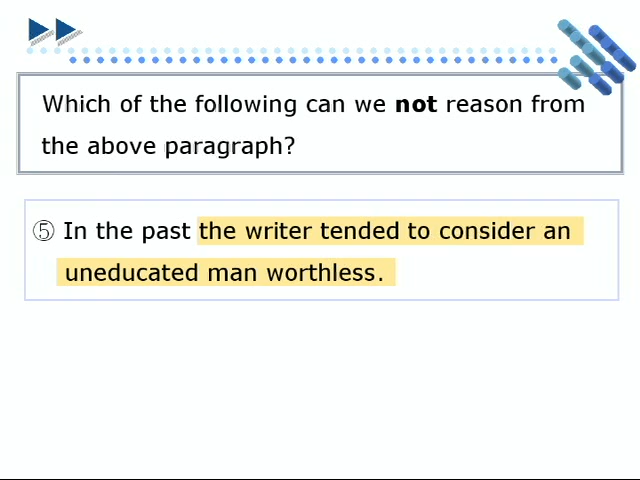 Which of the following can we not reason from
the above paragraph?
⑤ In the past the writer tended to consider an
uneducated man worthless.